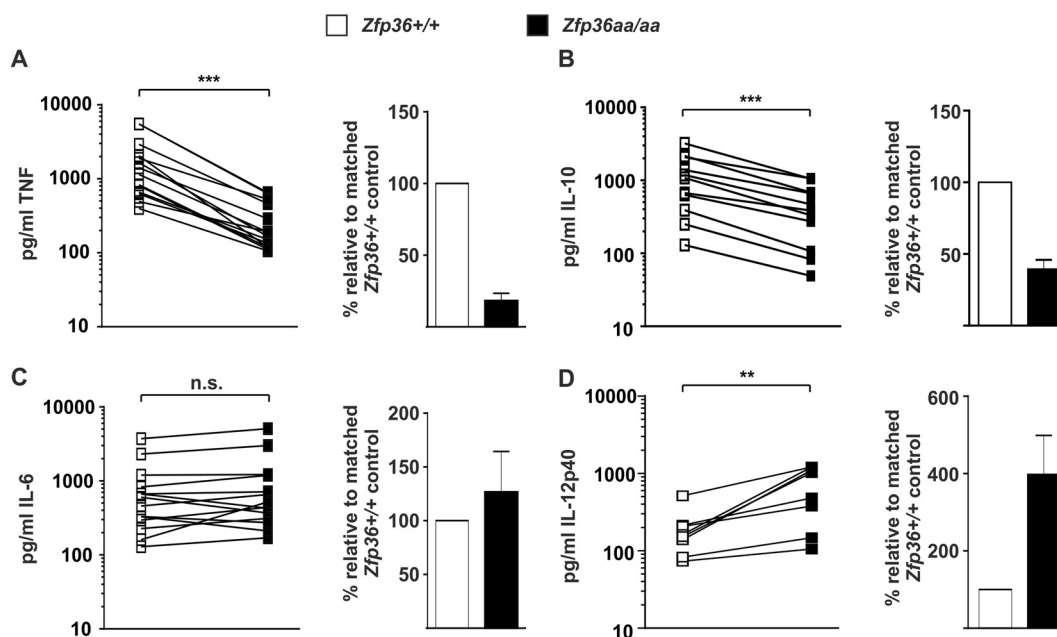 Zfp36+/+ Zfp36aa/aa
A
***
10000
1000
100
10
pg/ml TNF
150
100
50
% relative to matched
Zfp36+/+ control
B
***
10000
1000
100
10
pg/ml IL-10
150
100
50
% relative to matched
Zfp36+/+ control
C
n.s.
10000
1000
100
10
pg/ml IL-6
200
150
100
50
% relative to matched
Zfp36+/+ control
D
**
10000
1000
100
10
pg/ml IL-12p40
600
400
200
% relative to matched
Zfp36+/+ control